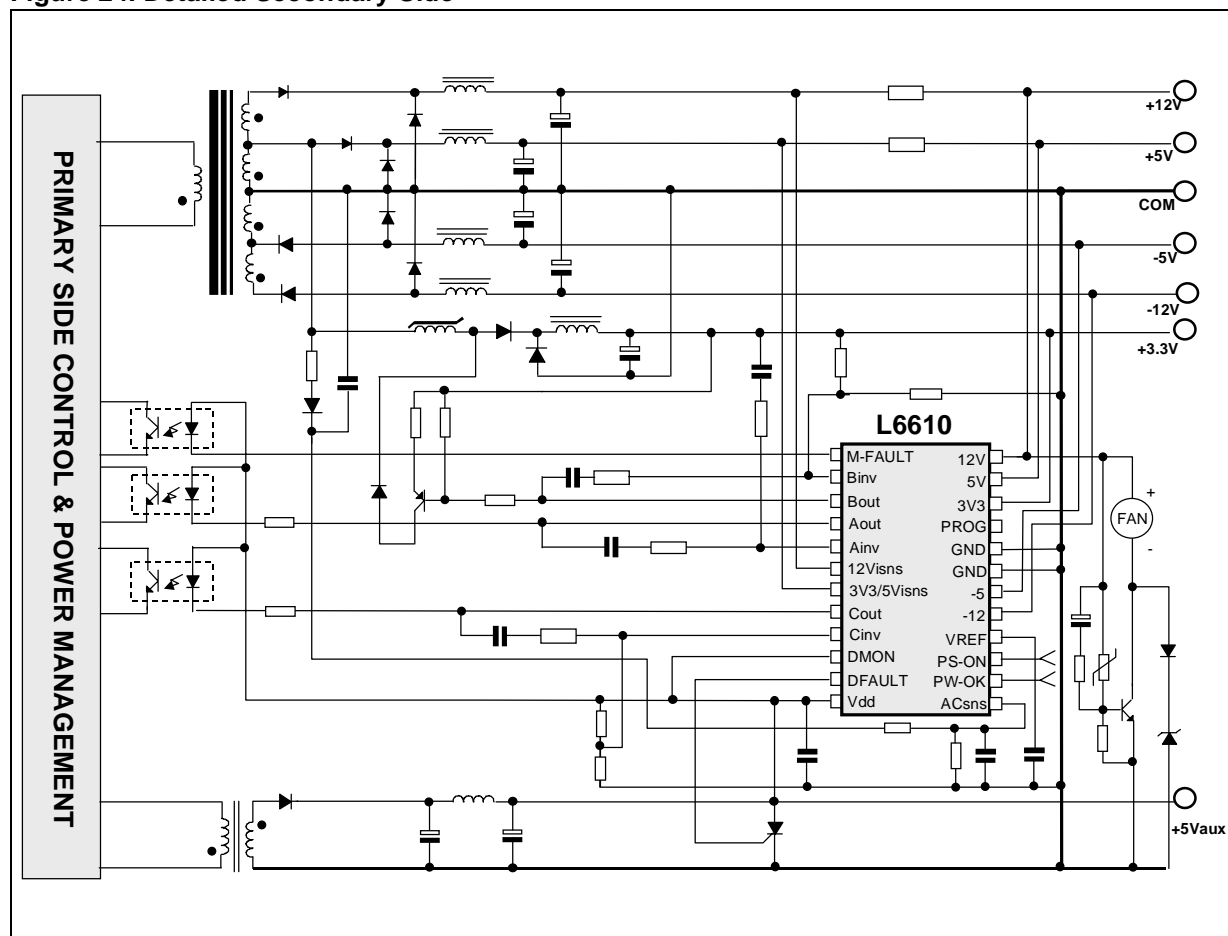 Figure Detailed Secondary Side
+12V
+5V
COM
-5V
-12V
+3.3V
PRIMARY SIDE CONTROL & POWER MANAGEMENT
L6610
M-FAULT
Binv
Bout
Aout
Ainv
12Visns
3V3/5Visns
Cout
Cinv
DMON
DFAULT
Vdd
12V
5V
3V3
PROG
GND
GND
-5
-12
VREF
PS-ON
PW-OK
ACsns
+
FAN
-
+5Vaux